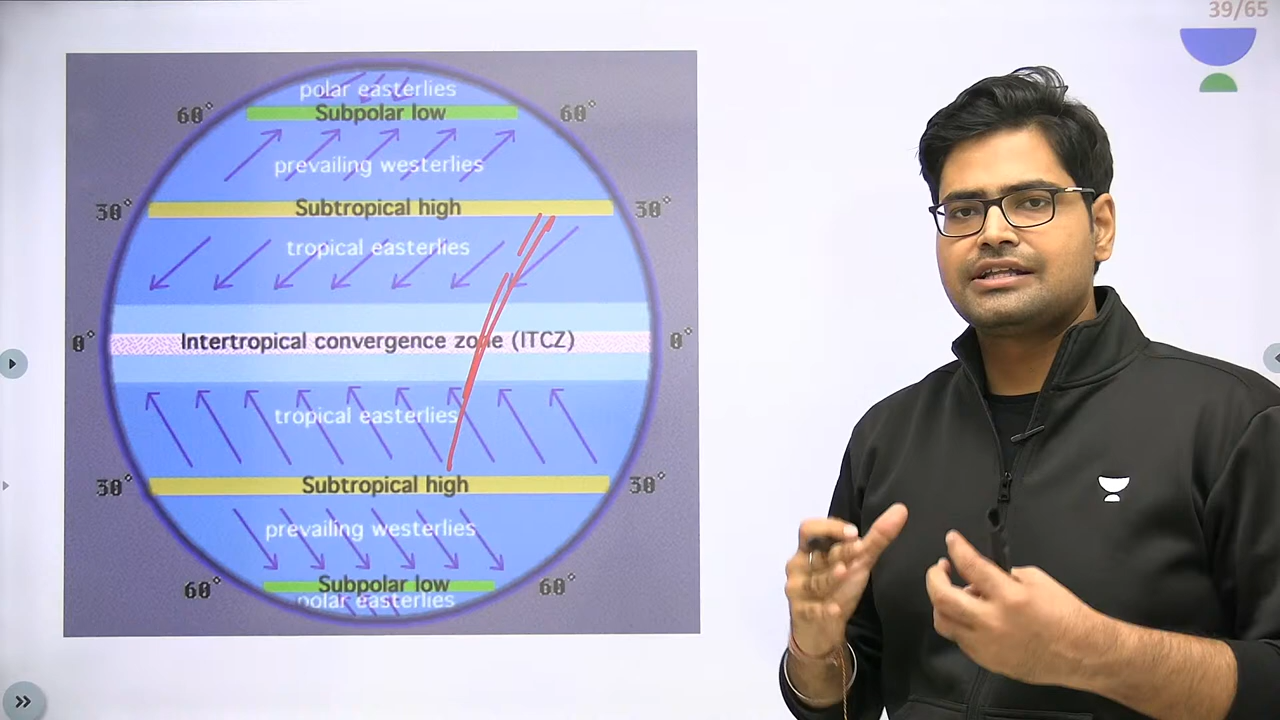 39/65
polar easterlies
60° Subpolar low 60°
prevailing westerlies
30° Subtropical high 30°
tropical easterlies
0° Intertropical convergence zone (ITCZ) 0°
tropical easterlies
30° Subtropical high 30°
prevailing westerlies
60° Subpolar low 60°
polar easterlies